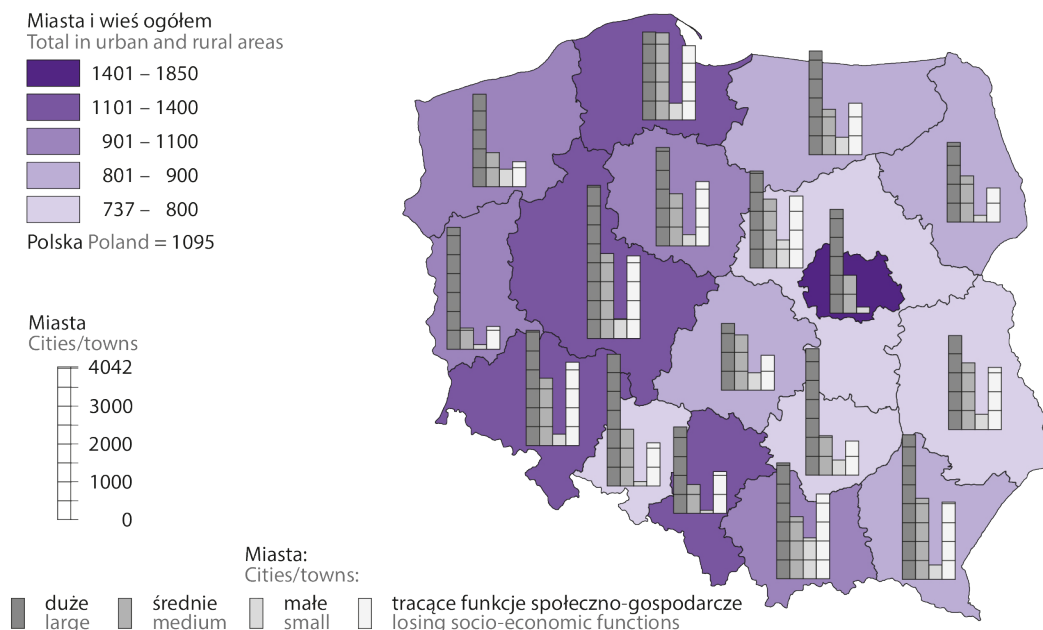 Miasta i wieś ogółem
Total in urban and rural areas
1401 – 1850
1101 – 1400
901 – 1100
801 – 900
737 – 800
Polska Poland = 1095
Miasta
Cities/towns
4042
3000
2000
1000
0
Miasta:
Cities/towns:
duże
large
średnie
medium
małe
small
tracące funkcje społeczno-gospodarcze
losing socio-economic functions